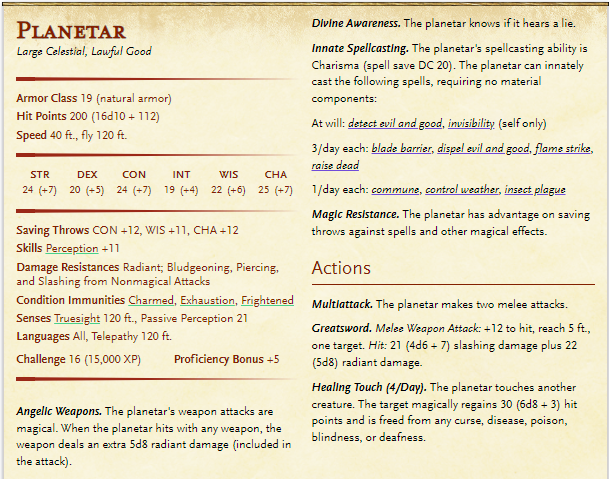 PLANETAR
Large Celestial, Lawful Good
Armor Class 19 (natural armor)
Hit Points 200 (16d10 + 112)
Speed 40 ft., fly 120 ft.
STR DEX CON INT WIS CHA
24 (+7) 20 (+5) 24 (+7) 19 (+4) 22 (+6) 25 (+7)
Saving Throws CON +12, WIS +11, CHA +12
Skills Perception +11
Damage Resistances Radiant; Bludgeoning, Piercing,
and Slashing from Nonmagical Attacks
Condition Immunities Charmed, Exhaustion, Frightened
Senses Truesight 120 ft., Passive Perception 21
Languages All, Telepathy 120 ft.
Challenge 16 (15,000 XP) Proficiency Bonus +5
Angelic Weapons. The planetar's weapon attacks are
magical. When the planetar hits with any weapon, the
weapon deals an extra 5d8 radiant damage (included in
the attack).
Divine Awareness. The planetar knows if it hears a lie.
Innate Spellcasting. The planetar's spellcasting ability is
Charisma (spell save DC 20). The planetar can innately
cast the following spells, requiring no material
components:
At will: detect evil and good, invisibility (self only)
3/day each: blade barrier, dispel evil and good, flame strike,
raise dead
1/day each: commune, control weather, insect plague
Magic Resistance. The planetar has advantage on saving
throws against spells and other magical effects.
Actions
Multiattack. The planetar makes two melee attacks.
Greatsword. Melee Weapon Attack: +12 to hit, reach 5 ft.,
one target. Hit: 21 (4d6 + 7) slashing damage plus 22
(5d8) radiant damage.
Healing Touch (4/Day). The planetar touches another
creature. The target magically regains 30 (6d8 + 3) hit
points and is freed from any curse, disease, poison,
blindness, or deafness.